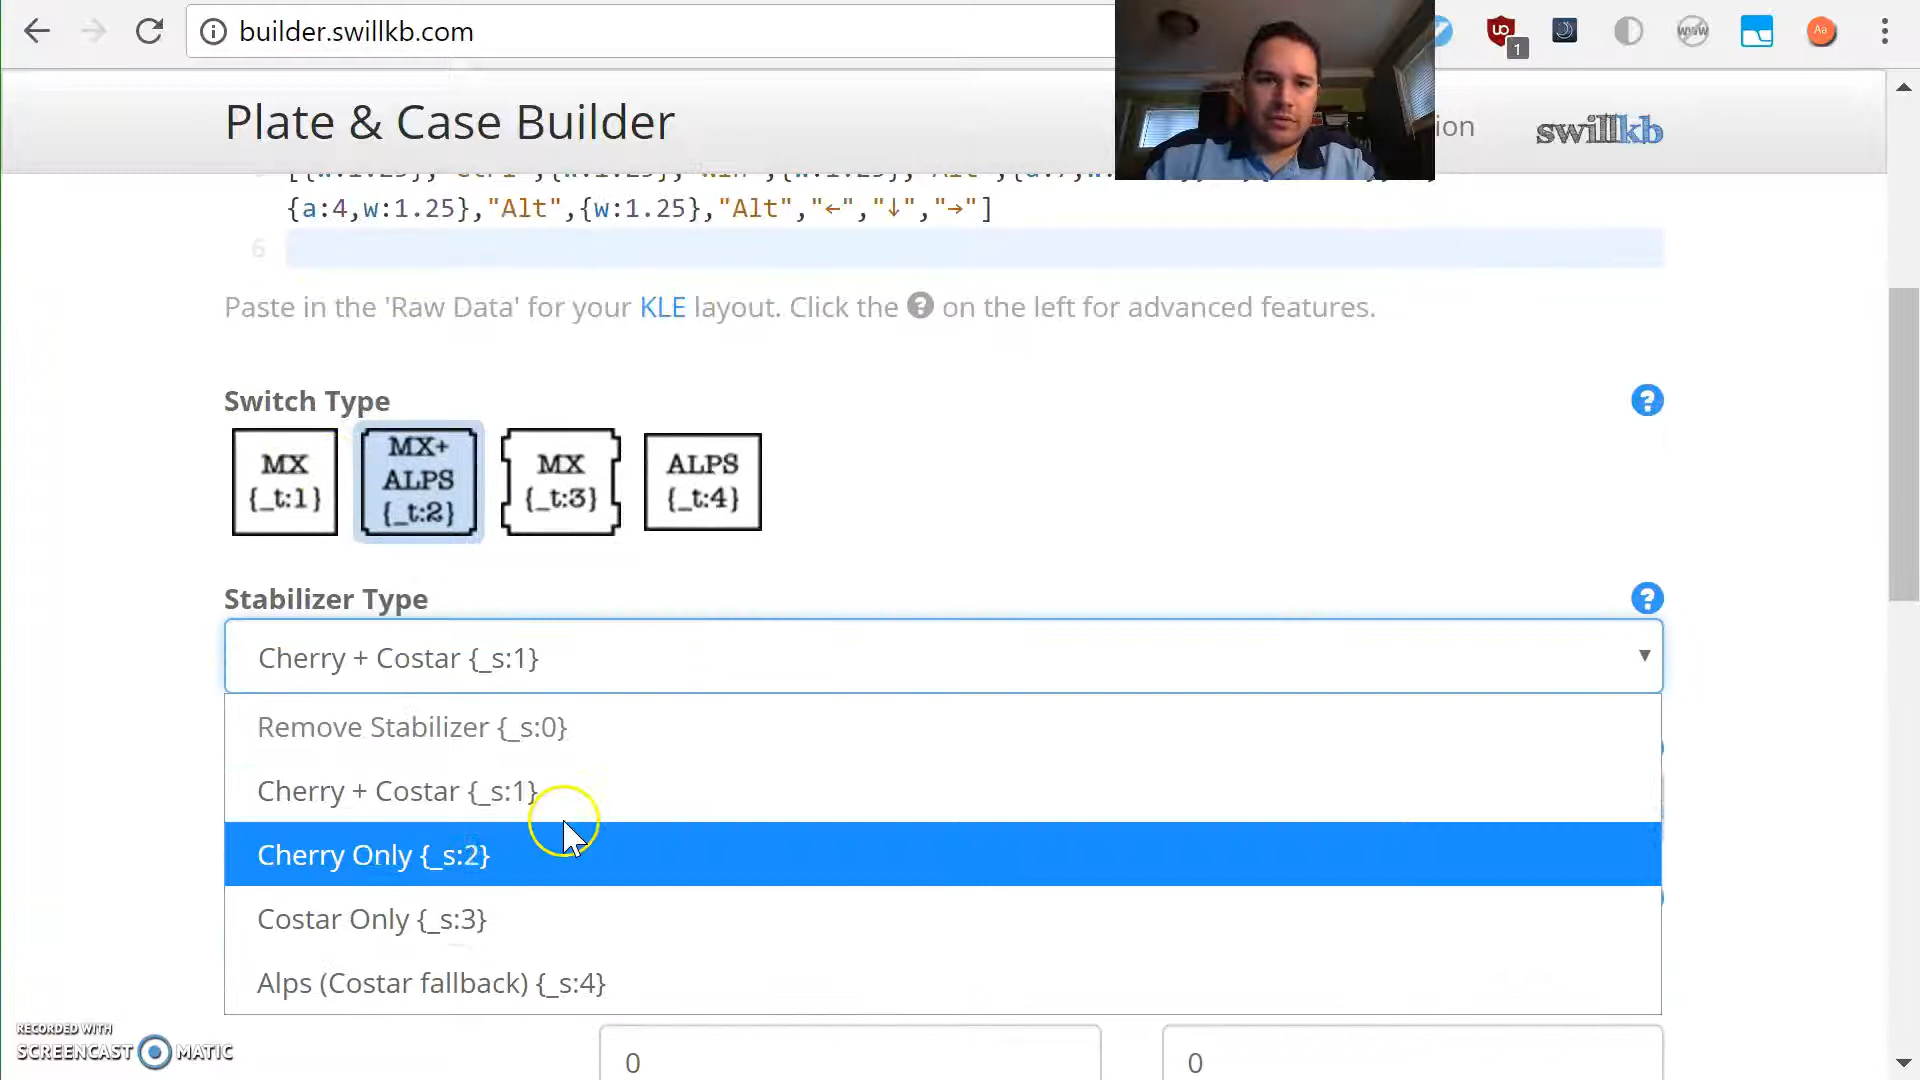 builder.swillkb.com
1
Aa
Plate & Case Builder
ion
swillkb
{a:4,w:1.25},"Alt",{w:1.25},"Alt","←","↓","→"]
6
Paste in the 'Raw Data' for your KLE layout. Click the ? on the left for advanced features.
Switch Type
?
MX {_t:1}
MX+ ALPS {_t:2}
MX {_t:3}
ALPS {_t:4}
Stabilizer Type
?
Cherry + Costar {_s:1}
Remove Stabilizer {_s:0}
Cherry + Costar {_s:1}
Cherry Only {_s:2}
Costar Only {_s:3}
Alps (Costar fallback) {_s:4}
RECORDED WITH
SCREENCAST MATIC
0
0